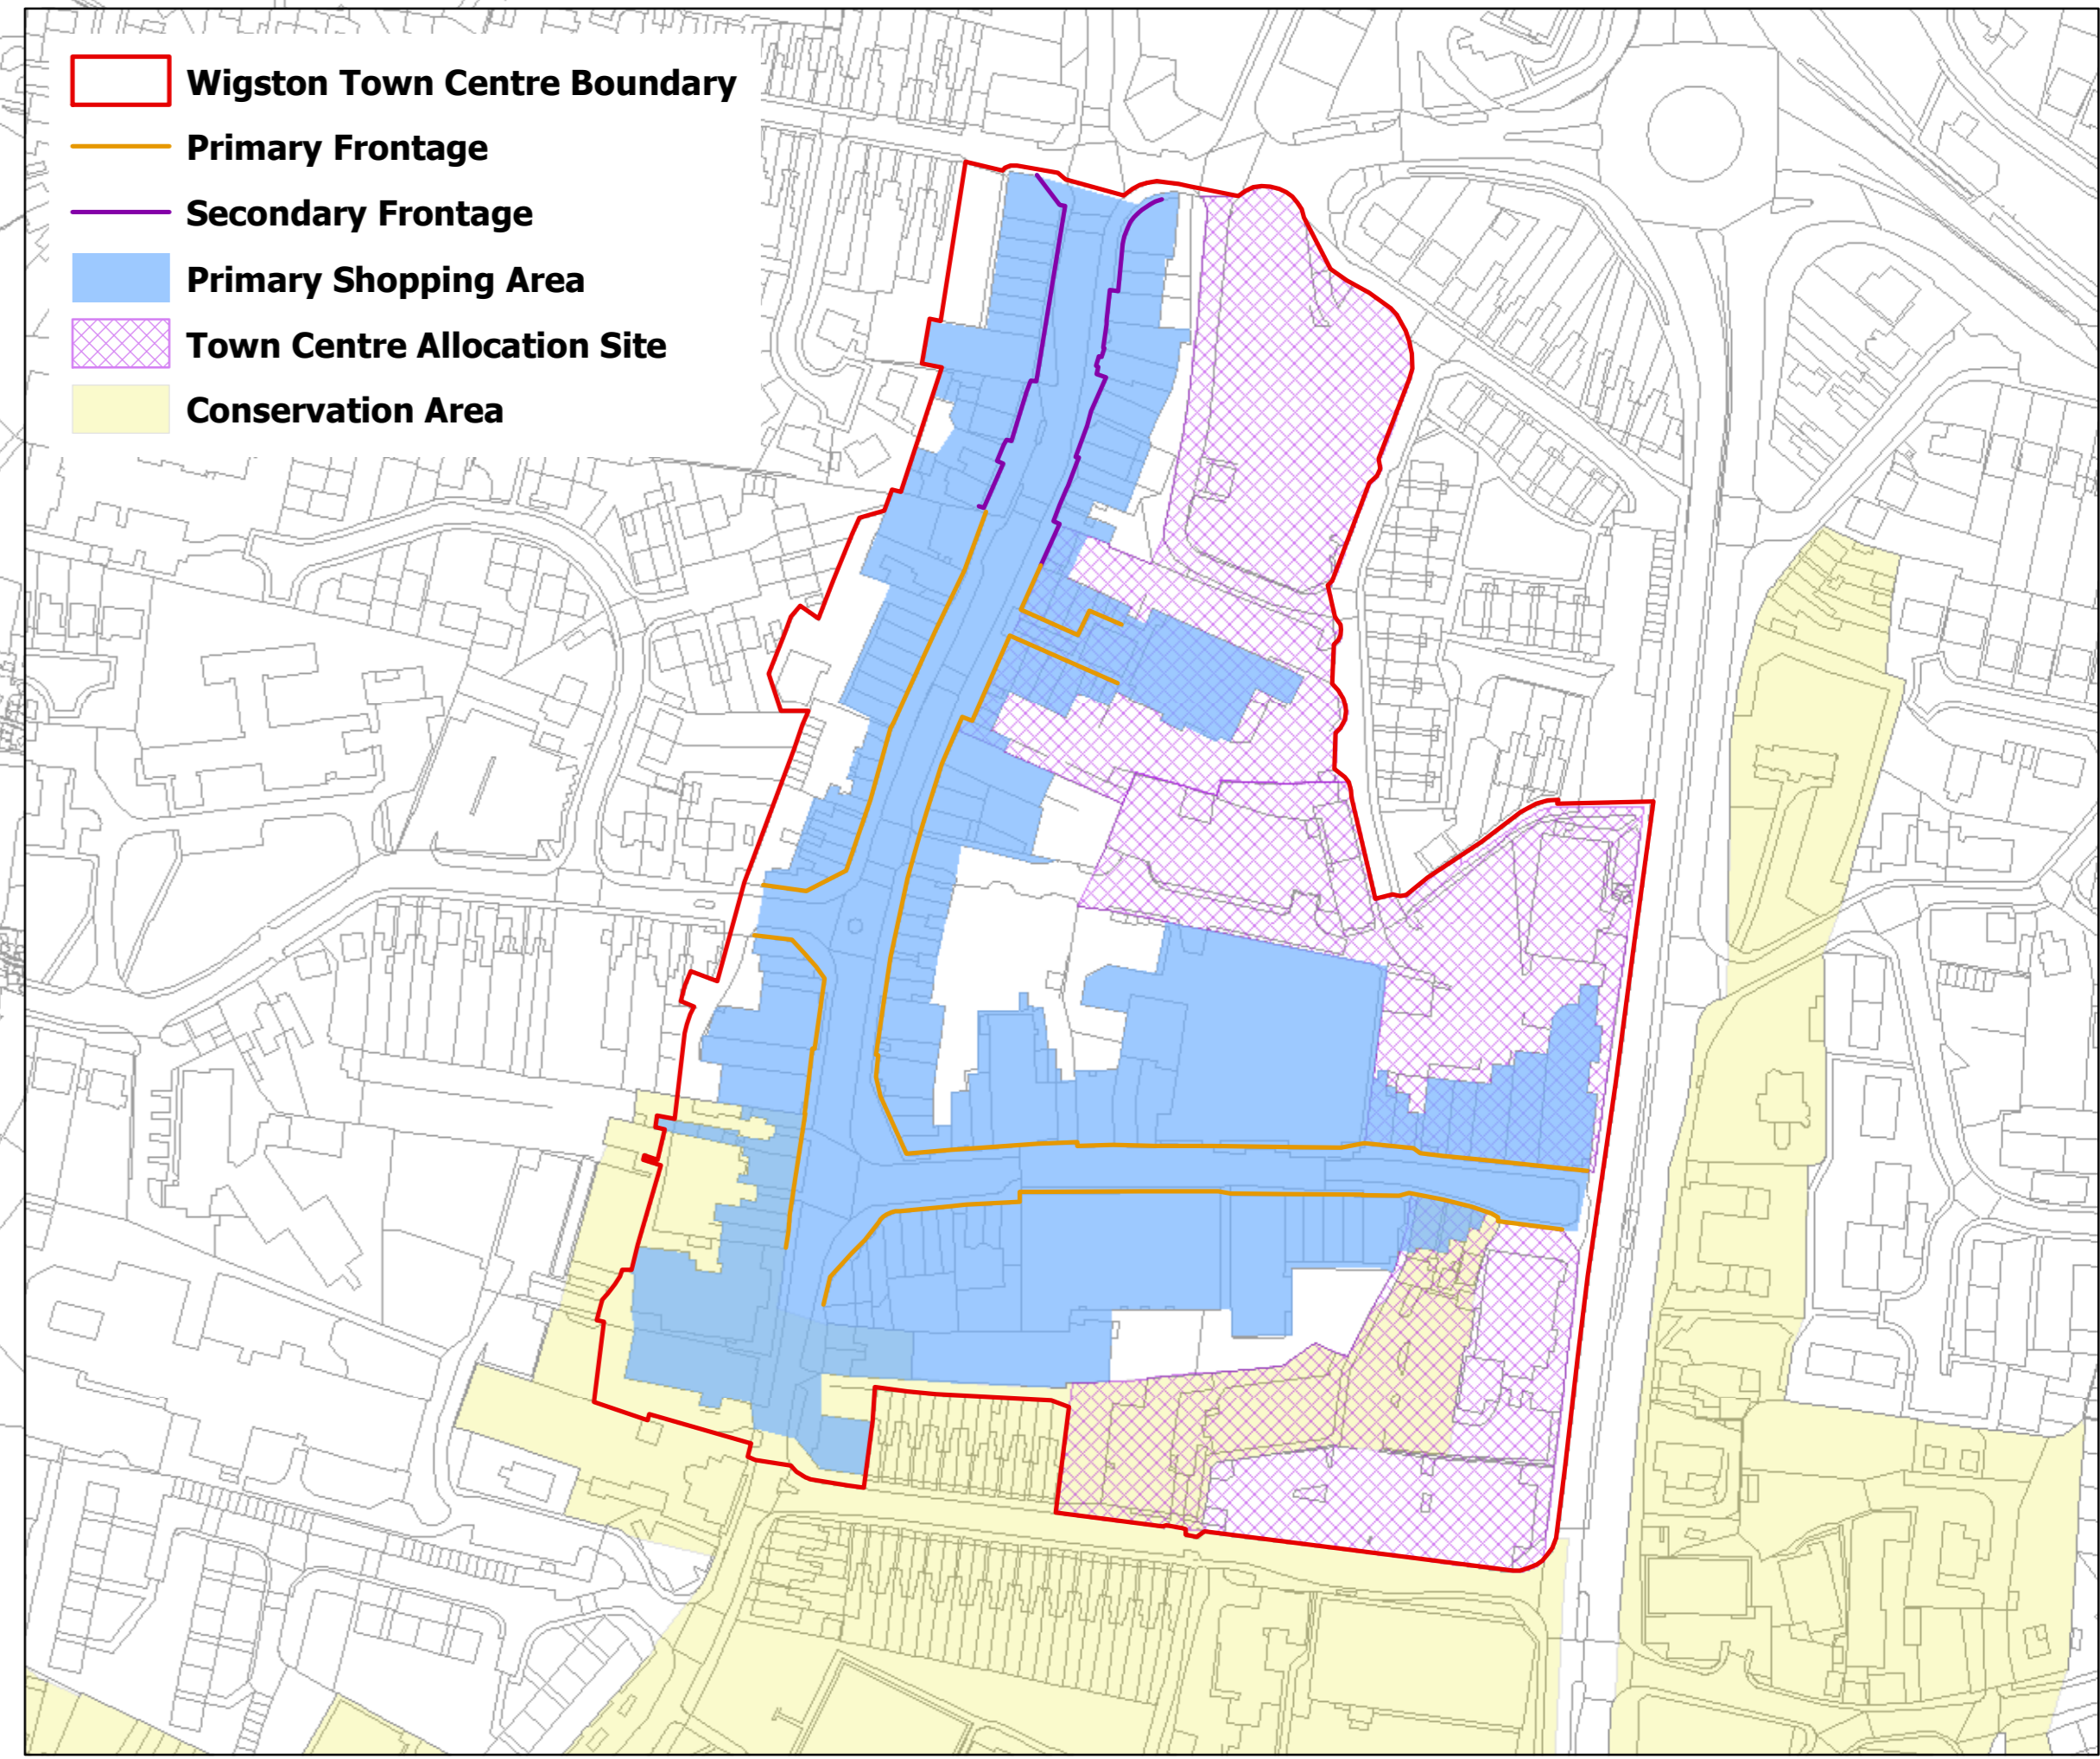 Wigston Town Centre Boundary
Primary Frontage
Secondary Frontage
Primary Shopping Area
Town Centre Allocation Site
Conservation Area